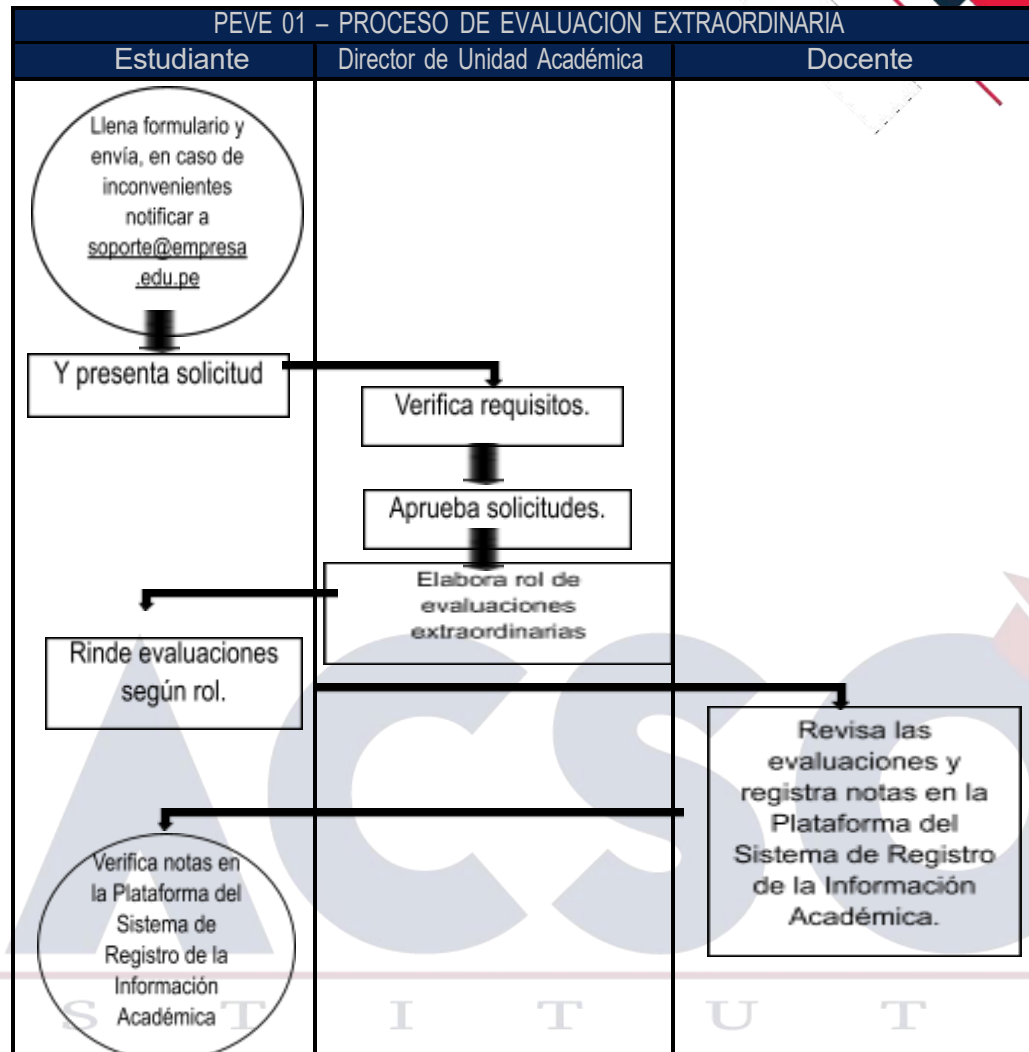 PEVE 01 – PROCESO DE EVALUACION EXTRAORDINARIA
Estudiante
Director de Unidad Académica
Docente
Llena formulario y
envía, en caso de
inconvenientes
notificar a
soporte@empresa
.edu.pe
Y presenta solicitud
Verifica requisitos.
Aprueba solicitudes.
Elabora rol de
evaluaciones
extraordinarias
Rinde evaluaciones
según rol.
Revisa las
evaluaciones y
registra notas en la
Plataforma del
Sistema de Registro
de la Información
Académica.
Verifica notas en
la Plataforma del
Sistema de
Registro de la
Información
Académica
ACSO
S T I T U T